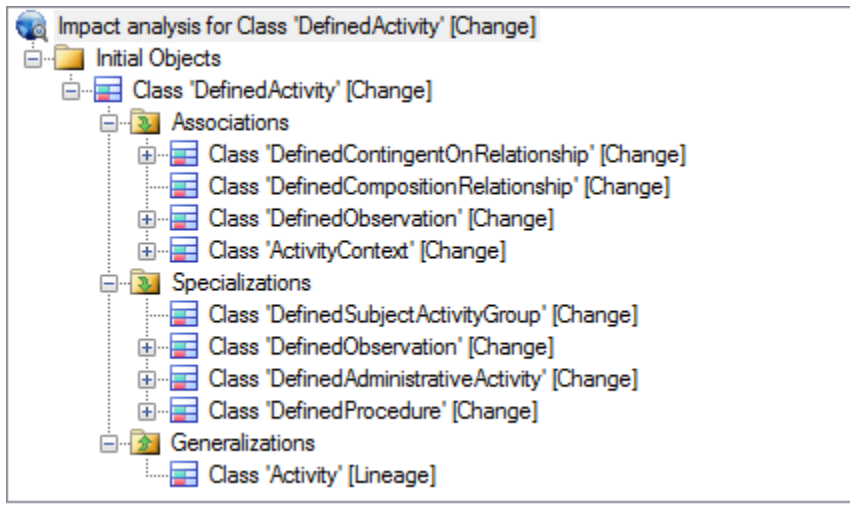 Impact analysis for Class 'DefinedActivity' [Change]
Initial Objects
Class 'DefinedActivity' [Change]
Associations
Class 'DefinedContingentOnRelationship' [Change]
Class 'DefinedCompositionRelationship' [Change]
Class 'DefinedObservation' [Change]
Class 'ActivityContext' [Change]
Specializations
Class 'DefinedSubjectActivityGroup' [Change]
Class 'DefinedObservation' [Change]
Class 'DefinedAdministrativeActivity' [Change]
Class 'DefinedProcedure' [Change]
Generalizations
Class 'Activity' [Lineage]